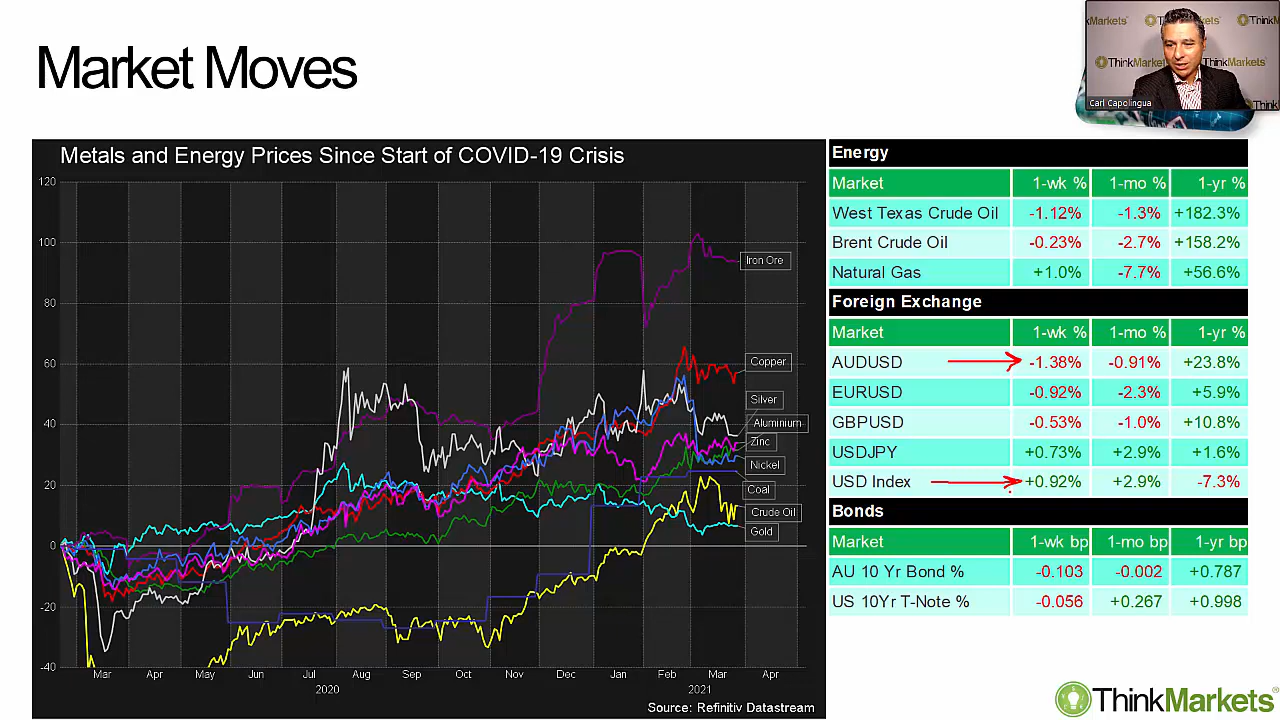 Market Moves
kMarkets
ThinkMarkets
ThinkMarkets
ThinkMarkets
Think
Carl Capolingua
Metals and Energy Prices Since Start of COVID-19 Crisis
120
100
80
60
40
20
0
-20
-40
Iron Ore
Copper
Silver
Aluminium
Zinc
Nickel
Coal
Crude Oil
Gold
Mar Apr May Jun Jul Aug Sep Oct Nov Dec Jan Feb Mar Apr
2020 2021
Source: Refinitiv Datastream
Energy
Market 1-wk % 1-mo % 1-yr %
West Texas Crude Oil -1.12% -1.3% +182.3%
Brent Crude Oil -0.23% -2.7% +158.2%
Natural Gas +1.0% -7.7% +56.6%
Foreign Exchange
Market 1-wk % 1-mo % 1-yr %
AUDUSD -1.38% -0.91% +23.8%
EURUSD -0.92% -2.3% +5.9%
GBPUSD -0.53% -1.0% +10.8%
USDJPY +0.73% +2.9% +1.6%
USD Index +0.92% +2.9% -7.3%
Bonds
Market 1-wk bp 1-mo bp 1-yr bp
AU 10 Yr Bond % -0.103 -0.002 +0.787
US 10Yr T-Note % -0.056 +0.267 +0.998
ThinkMarkets